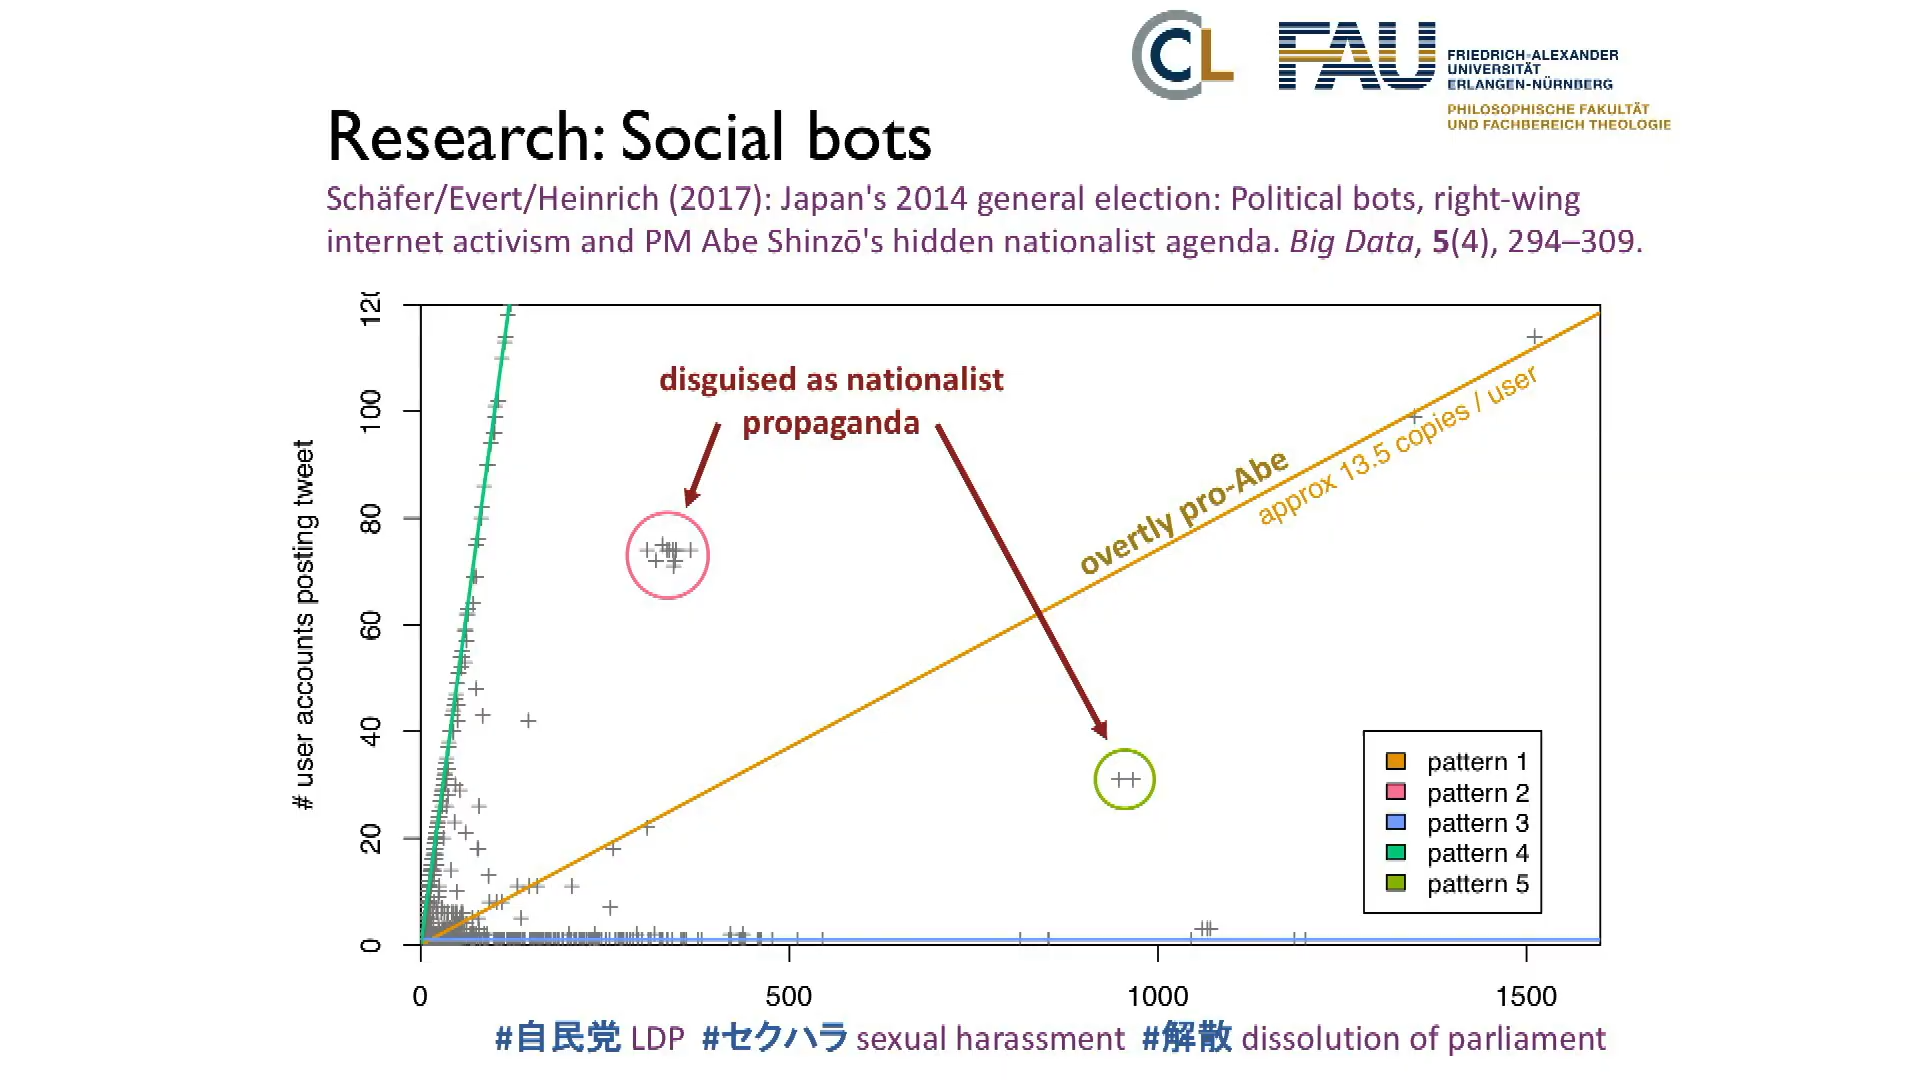 CL FAU FRIEDRICH-ALEXANDER
UNIVERSITÄT
ERLANGEN-NÜRNBERG
PHILOSOPHISCHE FAKULTÄT
UND FACHBEREICH THEOLOGIE
Research: Social bots
Schäfer/Evert/Heinrich (2017): Japan's 2014 general election: Political bots, right-wing
internet activism and PM Abe Shinzō's hidden nationalist agenda. Big Data, 5(4), 294–309.
# user accounts posting tweet
100
80
60
40
20
0
disguised as nationalist
propaganda
overtly pro-Abe
approx 13.5 copies / user
pattern 1
pattern 2
pattern 3
pattern 4
pattern 5
0 500 1000 1500
#自民党 LDP #セクハラ sexual harassment #解散 dissolution of parliament